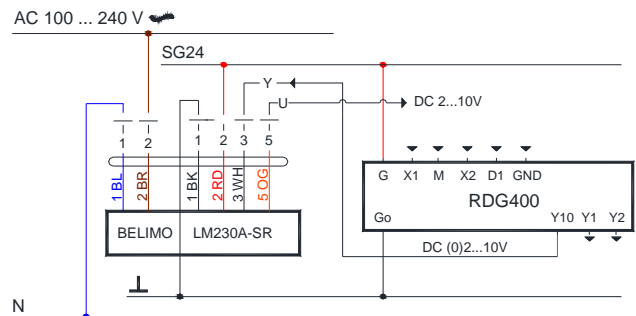 AC 100 ... 240 V
SG24
Y
U
DC 2...10V
1 2 1 2 3 5
1 BL
2 BR
1 BK
2 RD
3 WH
5 OG
G X1 M X2 D1 GND
RDG400
Go Y10 Y1 Y2
BELIMO LM230A-SR
DC (0)2...10V
N